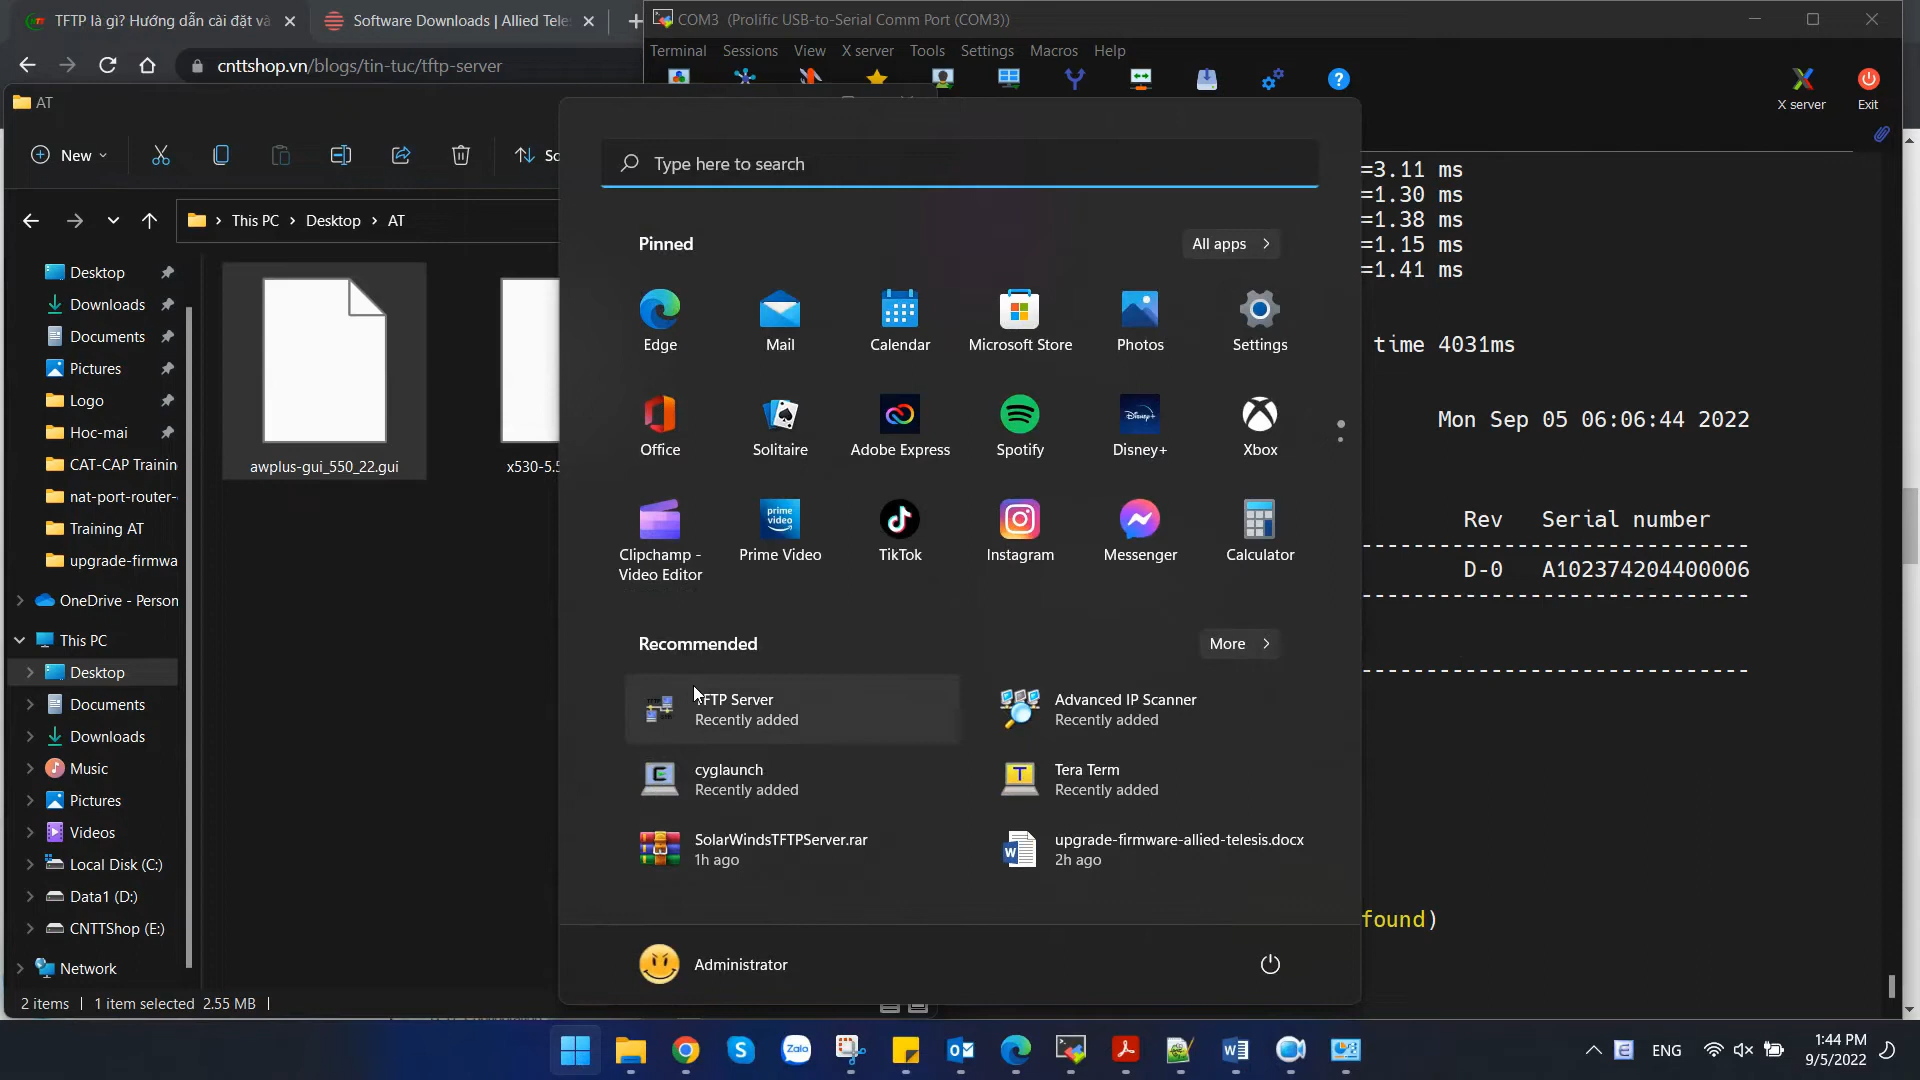 TFTP là gì? Hướng dẫn cài đặt và
Software Downloads | Allied Tele
cnttshop.vn/blogs/tin-tuc/tftp-server
COM3 (Prolific USB-to-Serial Comm Port (COM3))
Terminal Sessions View X server Tools Settings Macros Help
X server
Exit
AT
New
This PC
Desktop
AT
Desktop
Downloads
Documents
Pictures
Logo
Hoc-mai
CAT-CAP Trainin
nat-port-router-
Training AT
upgrade-firmwa
OneDrive - Person
This PC
Desktop
Documents
Downloads
Music
Pictures
Videos
Local Disk (C:)
Data1 (D:)
CNTTShop (E:)
Network
awplus-gui_550_22.gui
x530-5.5
2 items
1 item selected 2.55 MB
Type here to search
Pinned
All apps
Edge
Mail
Calendar
Microsoft Store
Photos
Settings
Office
Solitaire
Adobe Express
Spotify
Disney+
Xbox
Clipchamp -
Video Editor
Prime Video
TikTok
Instagram
Messenger
Calculator
Recommended
More
TFTP Server
Recently added
Advanced IP Scanner
Recently added
cyglaunch
Recently added
Tera Term
Recently added
SolarWindsTFTPServer.rar
1h ago
upgrade-firmware-allied-telesis.docx
2h ago
Administrator
=3.11 ms
=1.30 ms
=1.38 ms
=1.15 ms
=1.41 ms
time 4031ms
Mon Sep 05 06:06:44 2022
Rev Serial number
------------------------------
D-0 A102374204400006
------------------------------
------------------------------
found)
Zalo
ENG
1:44 PM
9/5/2022